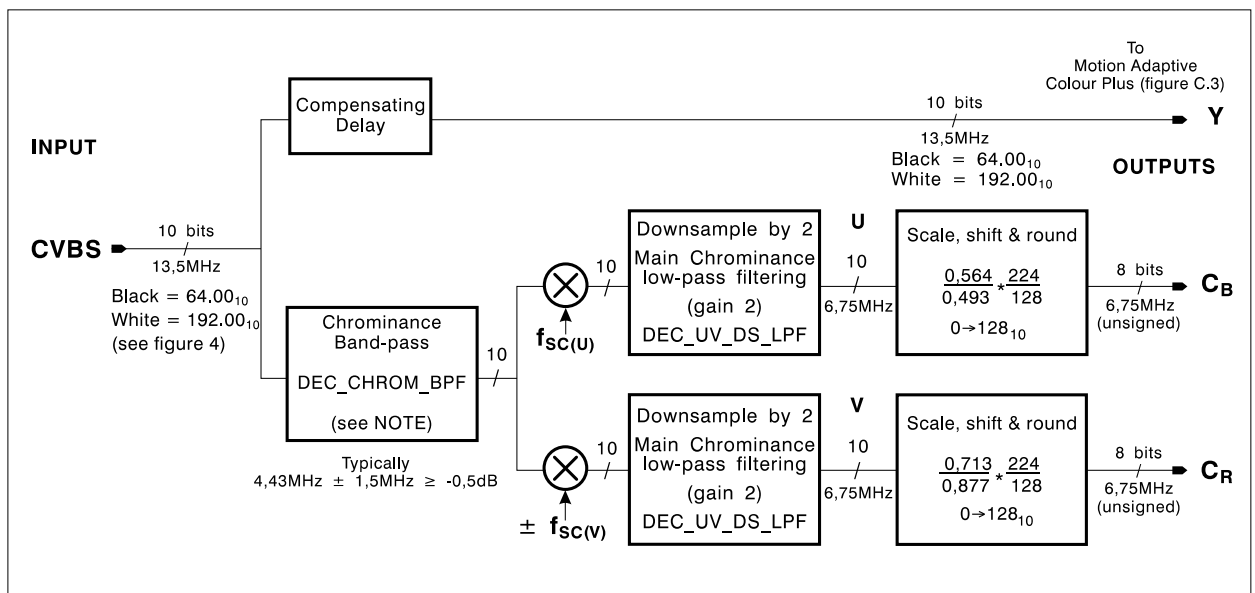 To
Motion Adaptive
Colour Plus (figure C.3)
Compensating
Delay
10 bits
13,5MHz
Y
INPUT
Black = 64.00₁₀
White = 192.00₁₀
OUTPUTS
CVBS
10 bits
13,5MHz
Black = 64.00₁₀
White = 192.00₁₀
(see figure 4)
Chrominance
Band-pass
DEC_CHROM_BPF
(see NOTE)
Typically
4,43MHz ± 1,5MHz ≥ -0,5dB
10
f_SC(U)
10
Downsample by 2
Main Chrominance
low-pass filtering
(gain 2)
DEC_UV_DS_LPF
U
10
6,75MHz
Scale, shift & round
0,564/0,493 * 224/128
0→128₁₀
8 bits
6,75MHz
(unsigned)
C_B
± f_SC(V)
10
Downsample by 2
Main Chrominance
low-pass filtering
(gain 2)
DEC_UV_DS_LPF
V
10
6,75MHz
Scale, shift & round
0,713/0,877 * 224/128
0→128₁₀
8 bits
6,75MHz
(unsigned)
C_R